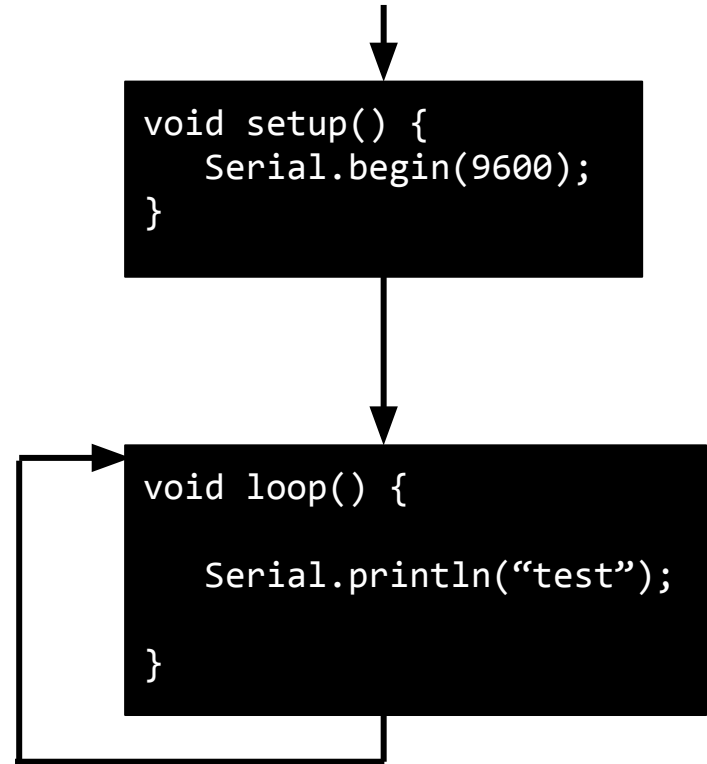 void setup() {
   Serial.begin(9600);
}
void loop() {
   Serial.println(“test”);
}